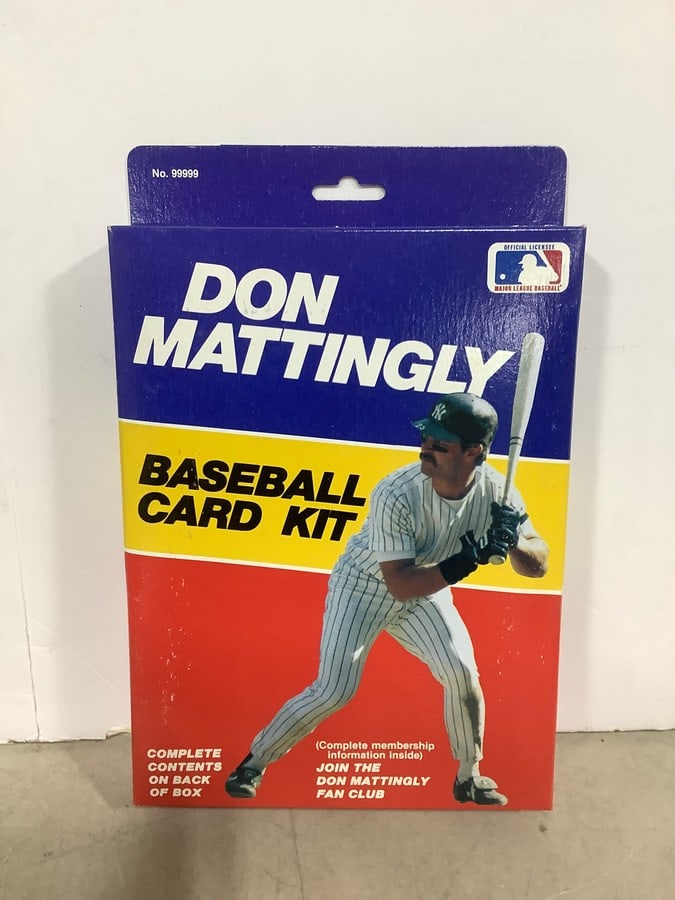 No. 99999
OFFICIAL LICENSEE
MAJOR LEAGUE BASEBALL
DON
MATTINGLY
NY
BASEBALL
CARD KIT
COMPLETE
CONTENTS
ON BACK
OF BOX
(Complete membership
information inside)
JOIN THE
DON MATTINGLY
FAN CLUB